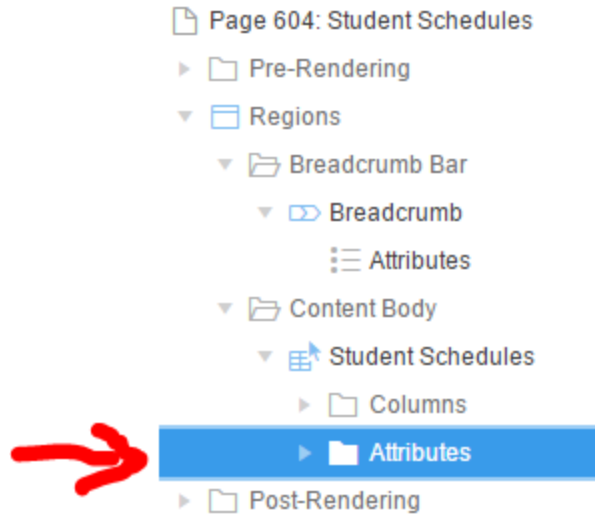 Page 604: Student Schedules
Pre-Rendering
Regions
Breadcrumb Bar
Breadcrumb
Attributes
Content Body
Student Schedules
Columns
Attributes
Post-Rendering